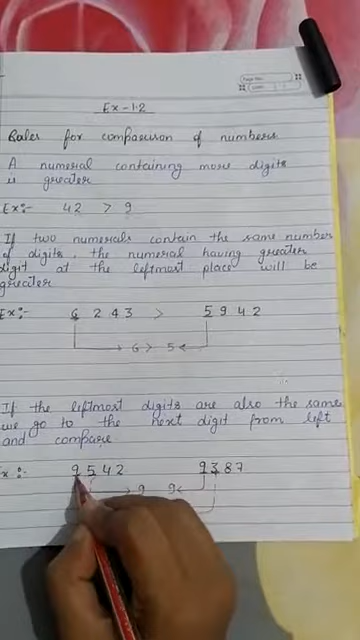 Page No.
Date
Ex-1.2
Rules for comparison of numbers
A numeral containing more digits
is greater
Ex:- 42 > 9
If two numerals contain the same number
of digits, the numeral having greater
digit at the leftmost place will be
greater
Ex:- 6 2 4 3 > 5 9 4 2
6 > 5
If the leftmost digits are also the same
we go to the next digit from left
and compare
Ex:- 9 5 4 2 9 3 8 7
9 9